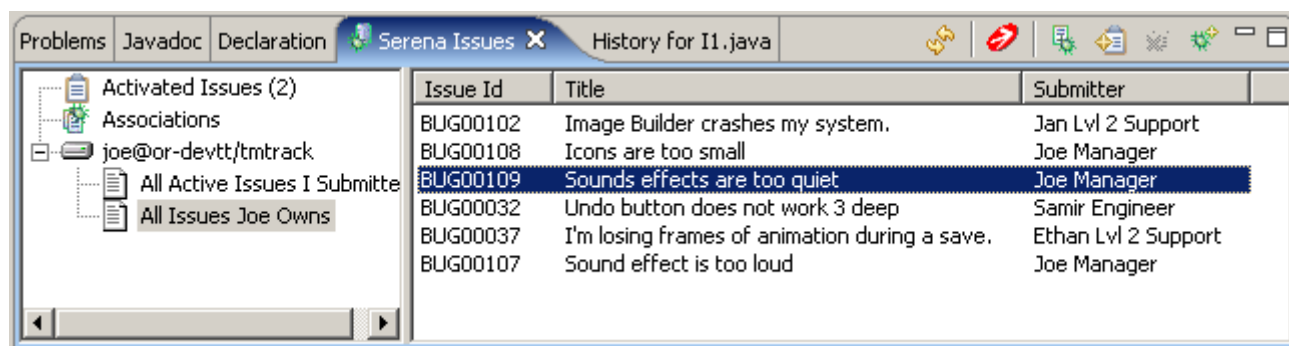 Problems Javadoc Declaration Serena Issues History for I1.java
Activated Issues (2)
Associations
joe@or-devtt/tmtrack
All Active Issues I Submitte
All Issues Joe Owns
Issue Id Title Submitter
BUG00102 Image Builder crashes my system. Jan Lvl 2 Support
BUG00108 Icons are too small Joe Manager
BUG00109 Sounds effects are too quiet Joe Manager
BUG00032 Undo button does not work 3 deep Samir Engineer
BUG00037 I'm losing frames of animation during a save. Ethan Lvl 2 Support
BUG00107 Sound effect is too loud Joe Manager